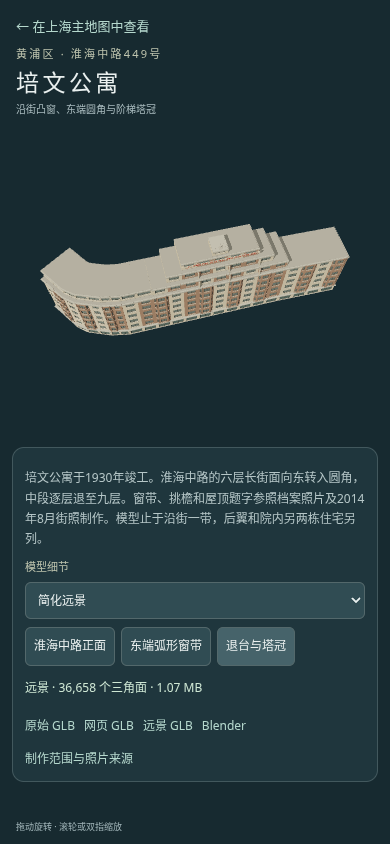 ← 在上海主地图中查看
黄浦区 · 淮海中路449号
培文公寓
沿街凸窗、东端圆角与阶梯塔冠
培文公寓于1930年竣工。淮海中路的六层长街面向东转入圆角，
中段逐层退至九层。窗带、挑檐和屋顶题字参照档案照片及2014
年8月街照制作。模型止于沿街一带，后翼和院内另两栋住宅另
列。
模型细节
简化远景
淮海中路正面 东端弧形窗带 退台与塔冠
远景 · 36,658 个三角面 · 1.07 MB
原始 GLB 网页 GLB 远景 GLB Blender
制作范围与照片来源
拖动旋转 · 滚轮或双指缩放